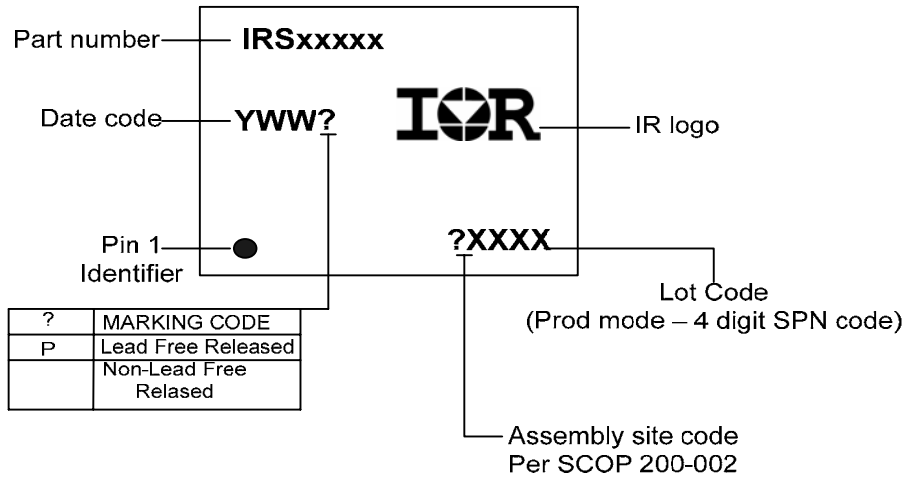 Part number
IRSxxxxx
Date code
YWW?
IOR
IR logo
Pin 1
Identifier
?XXXX
Lot Code
(Prod mode – 4 digit SPN code)
? MARKING CODE
P Lead Free Released
Non-Lead Free
Relased
Assembly site code
Per SCOP 200-002